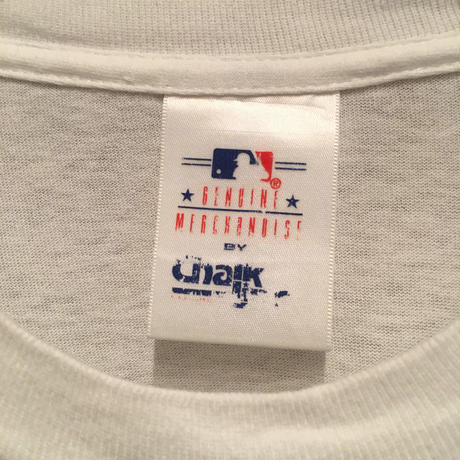 ®
GENUINE
MERCHANDISE
BY
Chalk